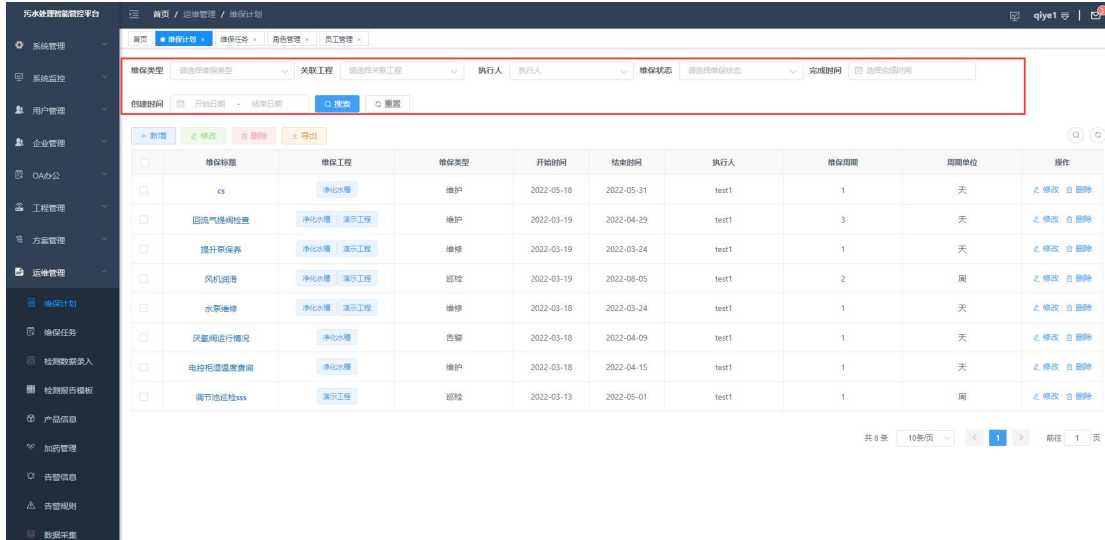 污水处理智能管控平台
首页 / 运维管理 / 维保计划
qiye1
系统管理
系统监控
用户管理
企业管理
OA办公
工程管理
方案管理
运维管理
维保计划
维保任务
检测数据录入
检测报告模板
产品信息
加药管理
告警信息
告警规则
数据采集
首页 维保计划 × 维保任务 × 角色管理 × 员工管理 ×
维保类型 请选择维保类型 关联工程 请选择关联工程 执行人 执行人 维保状态 请选择维保状态 完成时间 选择完成时间
创建时间 开始日期 - 结束日期 搜索 重置
+ 新增 修改 删除 导出
维保标题 维保工程 维保类型 开始时间 结束时间 执行人 维保周期 周期单位 操作
cs 净化水槽 维护 2022-05-18 2022-05-31 test1 1 天 修改 删除
回流气提阀检查 净化水槽 演示工程 维护 2022-03-19 2022-04-29 test1 3 天 修改 删除
提升泵保养 净化水槽 演示工程 维修 2022-03-19 2022-03-24 test1 1 天 修改 删除
风机润滑 净化水槽 演示工程 巡检 2022-03-19 2022-08-05 test1 2 周 修改 删除
水泵维修 净化水槽 演示工程 维修 2022-03-18 2022-03-24 test1 1 天 修改 删除
厌氧阀运行情况 净化水槽 告警 2022-03-18 2022-04-09 test1 1 天 修改 删除
电控柜湿温度查询 净化水槽 维护 2022-03-18 2022-04-15 test1 1 天 修改 删除
调节池巡检sss 演示工程 巡检 2022-03-13 2022-05-01 test1 1 周 修改 删除
共 8 条 10条/页 < 1 > 前往 1 页